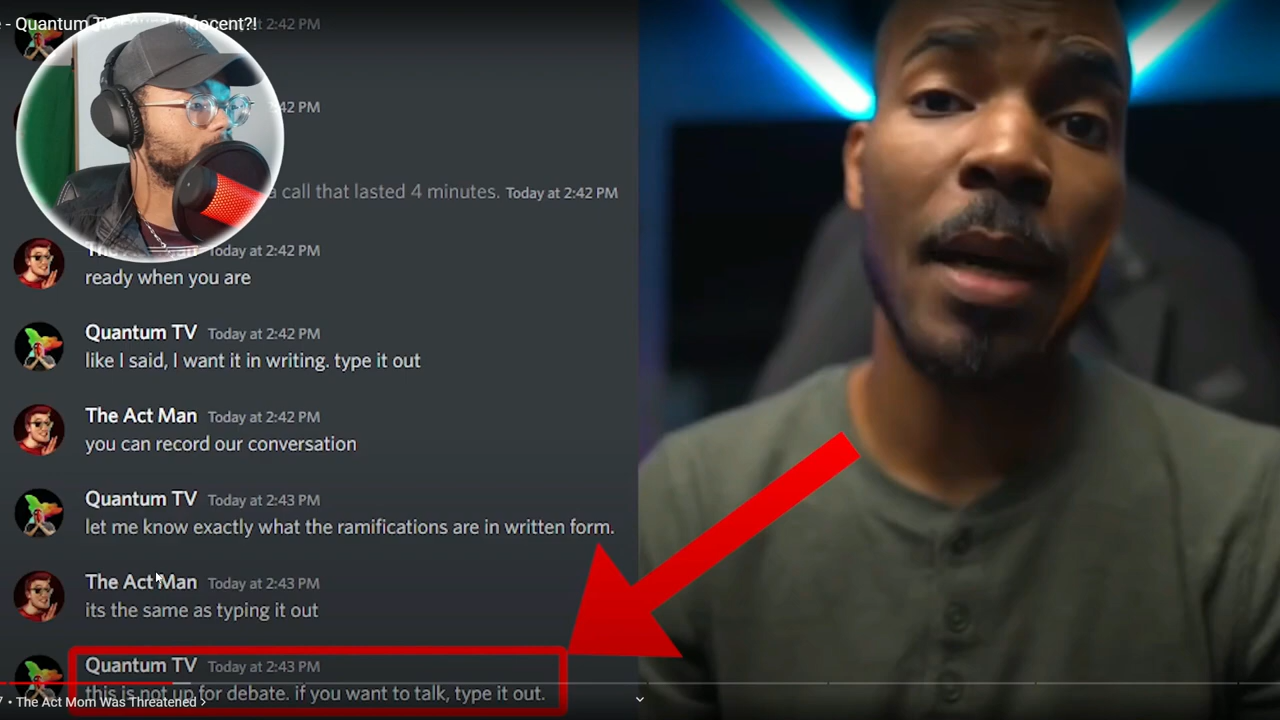 - Quantum TV
ocent?!
:42 PM
:42 PM
a call that lasted 4 minutes. Today at 2:42 PM
Today at 2:42 PM
ready when you are
Quantum TV Today at 2:42 PM
like I said, I want it in writing. type it out
The Act Man Today at 2:42 PM
you can record our conversation
Quantum TV Today at 2:43 PM
let me know exactly what the ramifications are in written form.
The Act Man Today at 2:43 PM
its the same as typing it out
Quantum TV Today at 2:43 PM
this is not up for debate. if you want to talk, type it out.
• The Act Mom Was Threatened >